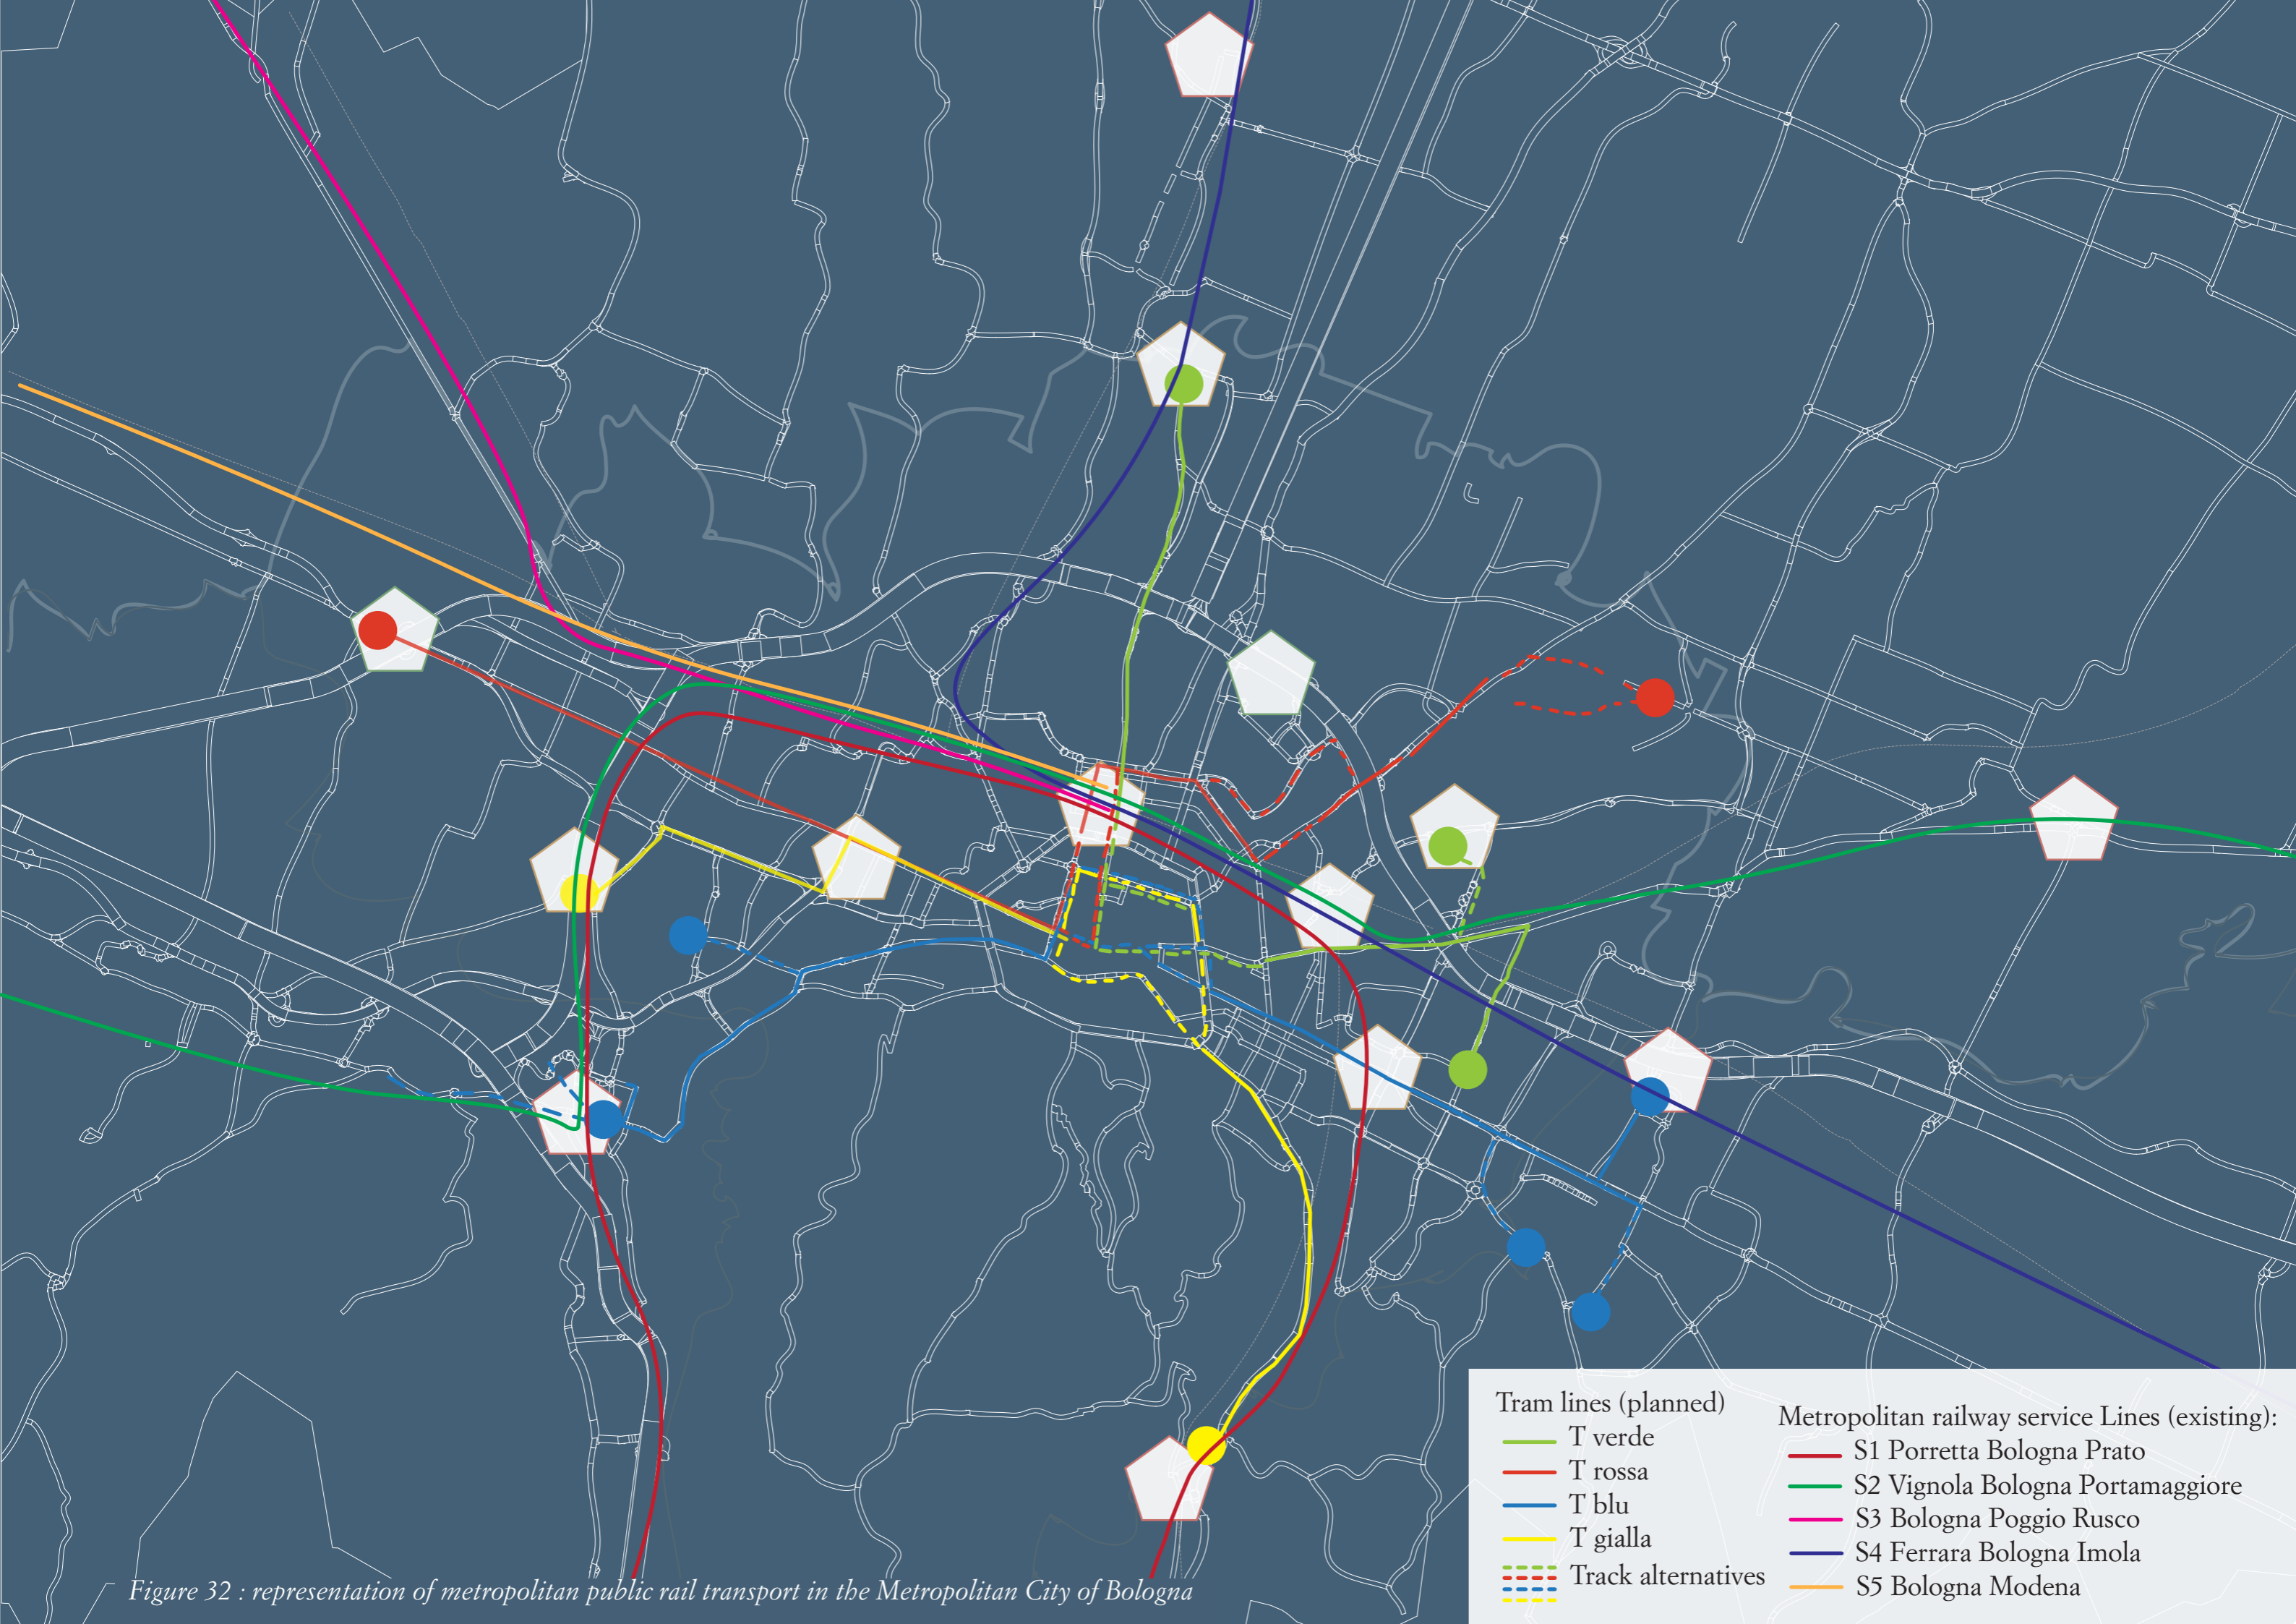 Tram lines (planned)
T verde
T rossa
T blu
T gialla
Track alternatives
Metropolitan railway service Lines (existing):
S1 Porretta Bologna Prato
S2 Vignola Bologna Portamaggiore
S3 Bologna Poggio Rusco
S4 Ferrara Bologna Imola
S5 Bologna Modena
Figure 32 : representation of metropolitan public rail transport in the Metropolitan City of Bologna